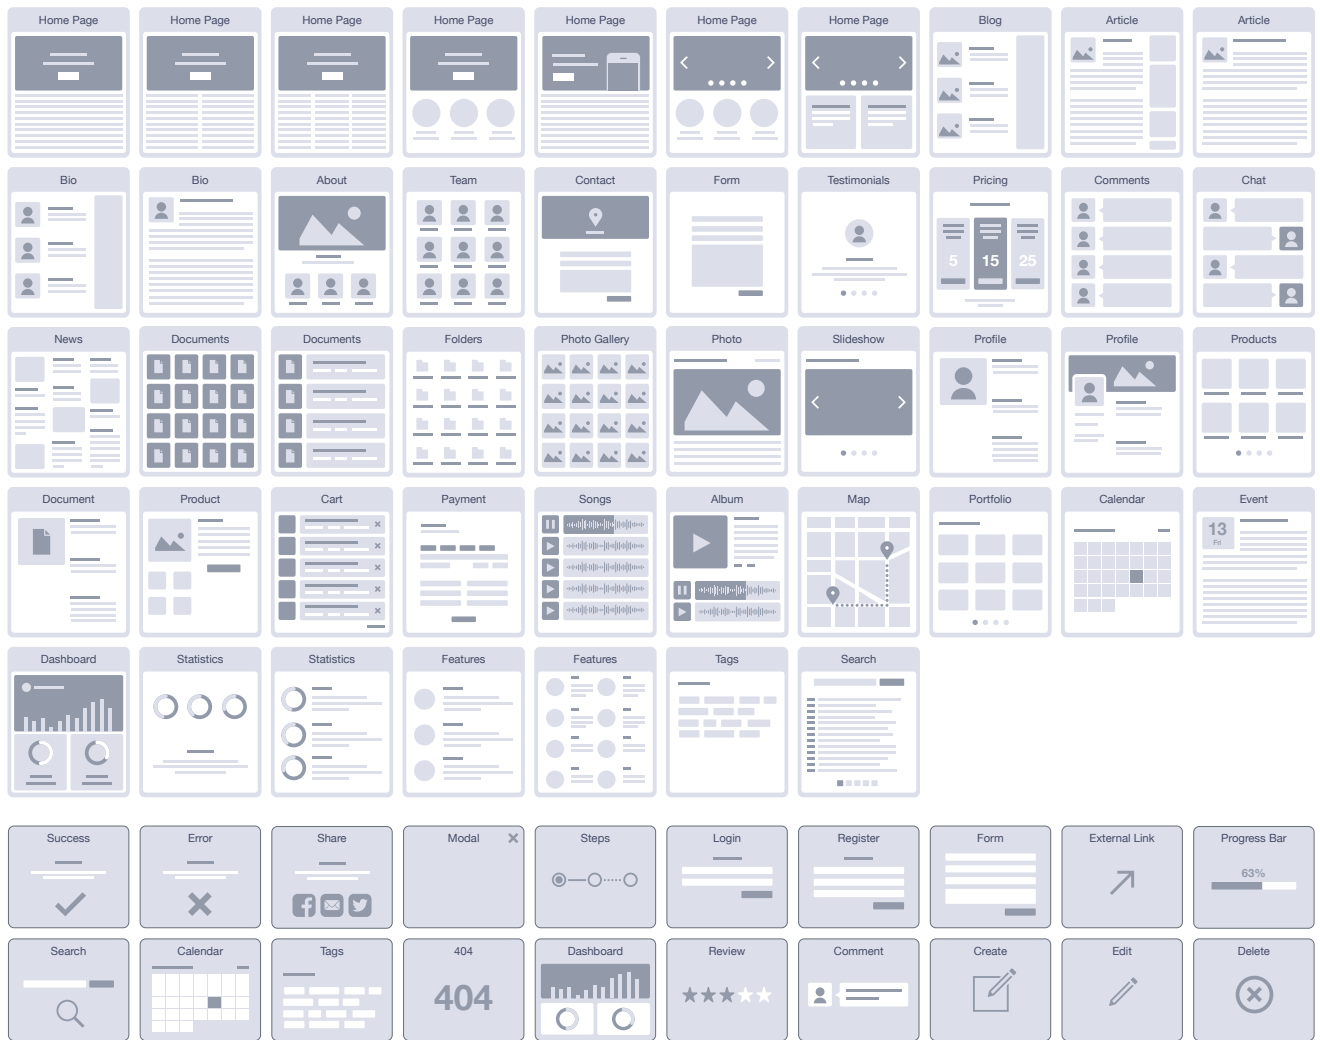 Home Page
Home Page
Home Page
Home Page
Home Page
Home Page
Home Page
Blog
Article
Article
Bio
Bio
About
Team
Contact
Form
Testimonials
Pricing
Comments
Chat
5
15
25
News
Documents
Documents
Folders
Photo Gallery
Photo
Slideshow
Profile
Profile
Products
Document
Product
Cart
Payment
Songs
Album
Map
Portfolio
Calendar
Event
13
Fri
Dashboard
Statistics
Statistics
Features
Features
Tags
Search
Success
Error
Share
Modal
Steps
Login
Register
Form
External Link
Progress Bar
63%
Search
Calendar
Tags
404
Dashboard
Review
Comment
Create
Edit
Delete
404